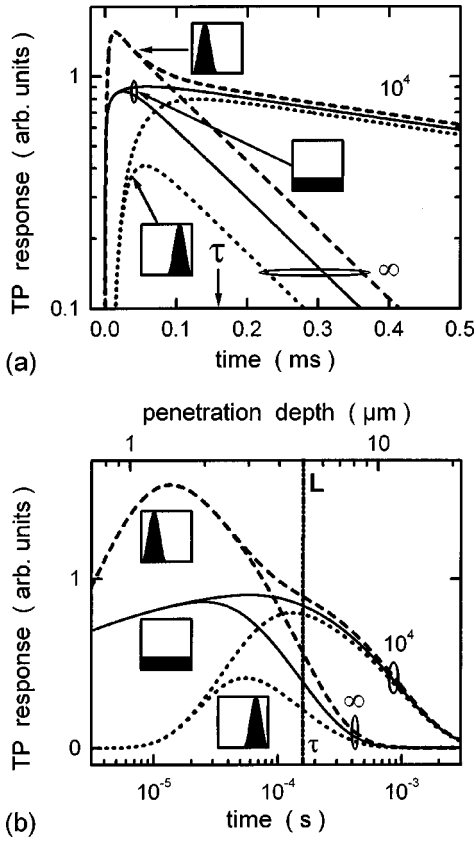 TP response ( arb. units )
1
0.1
10⁴
τ
∞
0.0 0.1 0.2 0.3 0.4 0.5
time ( ms )
(a)
penetration depth ( μm )
1 10
TP response ( arb. units )
L
1
10⁴
∞
0
τ
10⁻⁵ 10⁻⁴ 10⁻³
time ( s )
(b)